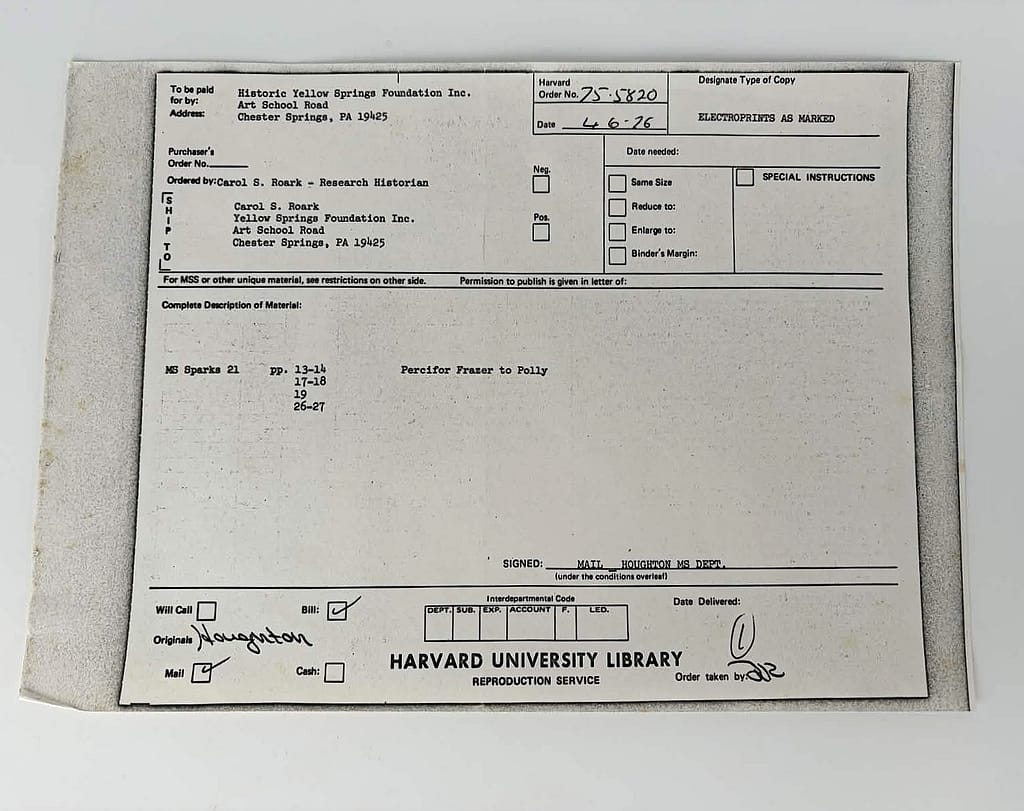 To be paid for by: Historic Yellow Springs Foundation Inc.
Address: Art School Road
Chester Springs, PA 19425
Harvard
Order No. 75-5820
Date 4-6-76
Designate Type of Copy
ELECTROPRINTS AS MARKED
Purchaser's
Order No.
Ordered by: Carol S. Roark - Research Historian
SHIP TO
Carol S. Roark
Yellow Springs Foundation Inc.
Art School Road
Chester Springs, PA 19425
Neg.
Pos.
Date needed:
Same Size
Reduce to:
Enlarge to:
Binder's Margin:
SPECIAL INSTRUCTIONS
For MSS or other unique material, see restrictions on other side. Permission to publish is given in letter of:
Complete Description of Material:
MS Sparks 21 pp. 13-14 Percifor Frazer to Polly
17-18
19
26-27
SIGNED: MAIL HOUGHTON MS DEPT.
(under the conditions overleaf)
Will Call
Bill:
Originals Houghton
Mail
Cash:
Interdepartmental Code
DEPT. SUB. EXP. ACCOUNT F. LED.
HARVARD UNIVERSITY LIBRARY
REPRODUCTION SERVICE
Date Delivered:
1
Order taken by: